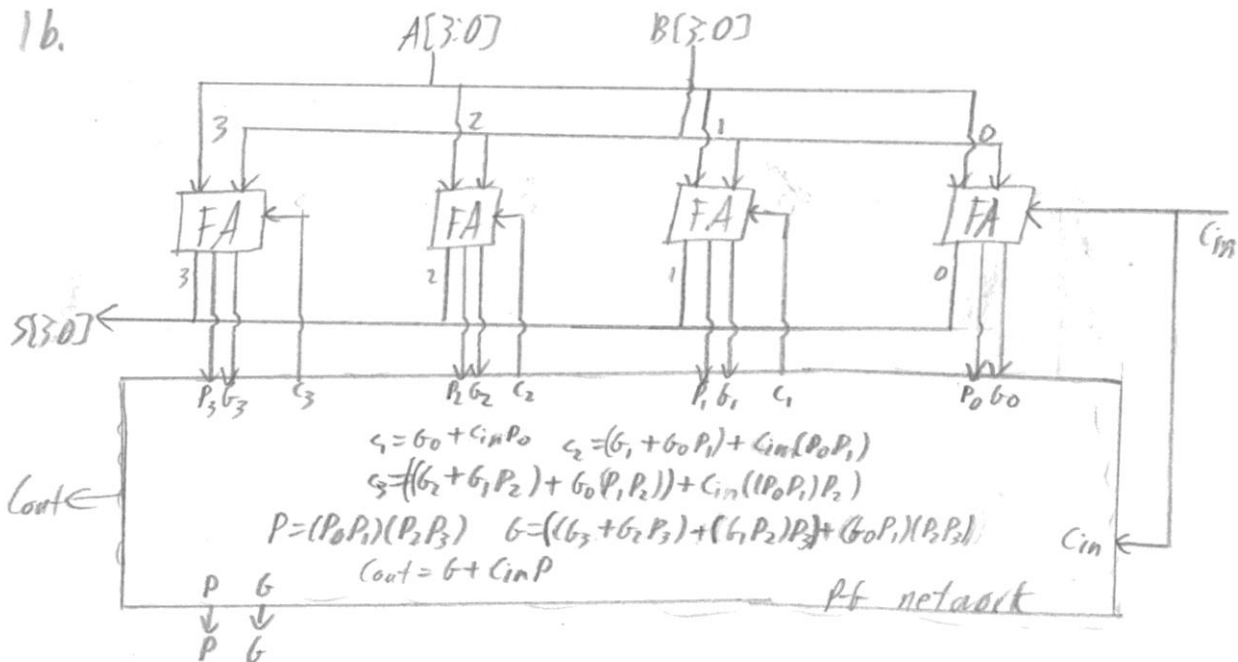 1b.
A[3:0] B[3:0]
3 2 1 0
FA FA FA FA
Cin
3 2 1 0
S[3:0]
P3 G3 C3 P2 G2 C2 P1 G1 C1 P0 G0
c1=G0+CinP0 c2=(G1+G0P1)+Cin(P0P1)
c3=((G2+G1P2)+G0(P1P2))+Cin((P0P1)P2)
Cout
P=(P0P1)(P2P3) G=((G3+G2P3)+(G1P2)P3)+(G0P1)(P2P3)
Cin
Cout=G+CinP
P G
PG network
P G